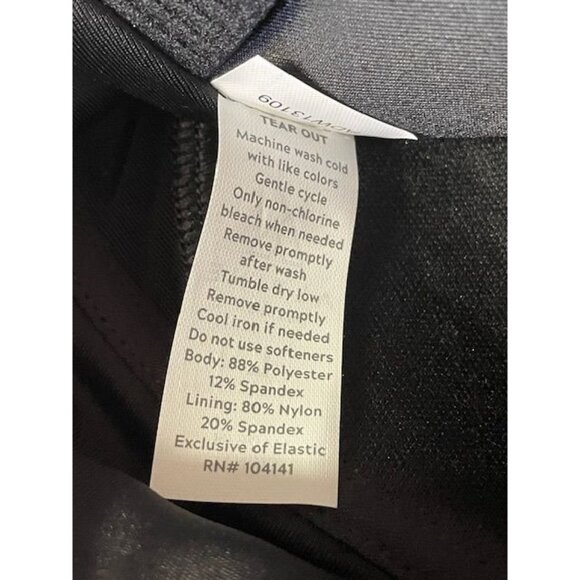 TEAR OUT
Machine wash cold
with like colors
Gentle cycle
Only non-chlorine
bleach when needed
Remove promptly
after wash
Tumble dry low
Remove promptly
Cool iron if needed
Do not use softeners
Body: 88% Polyester
12% Spandex
Lining: 80% Nylon
20% Spandex
Exclusive of Elastic
RN# 104141